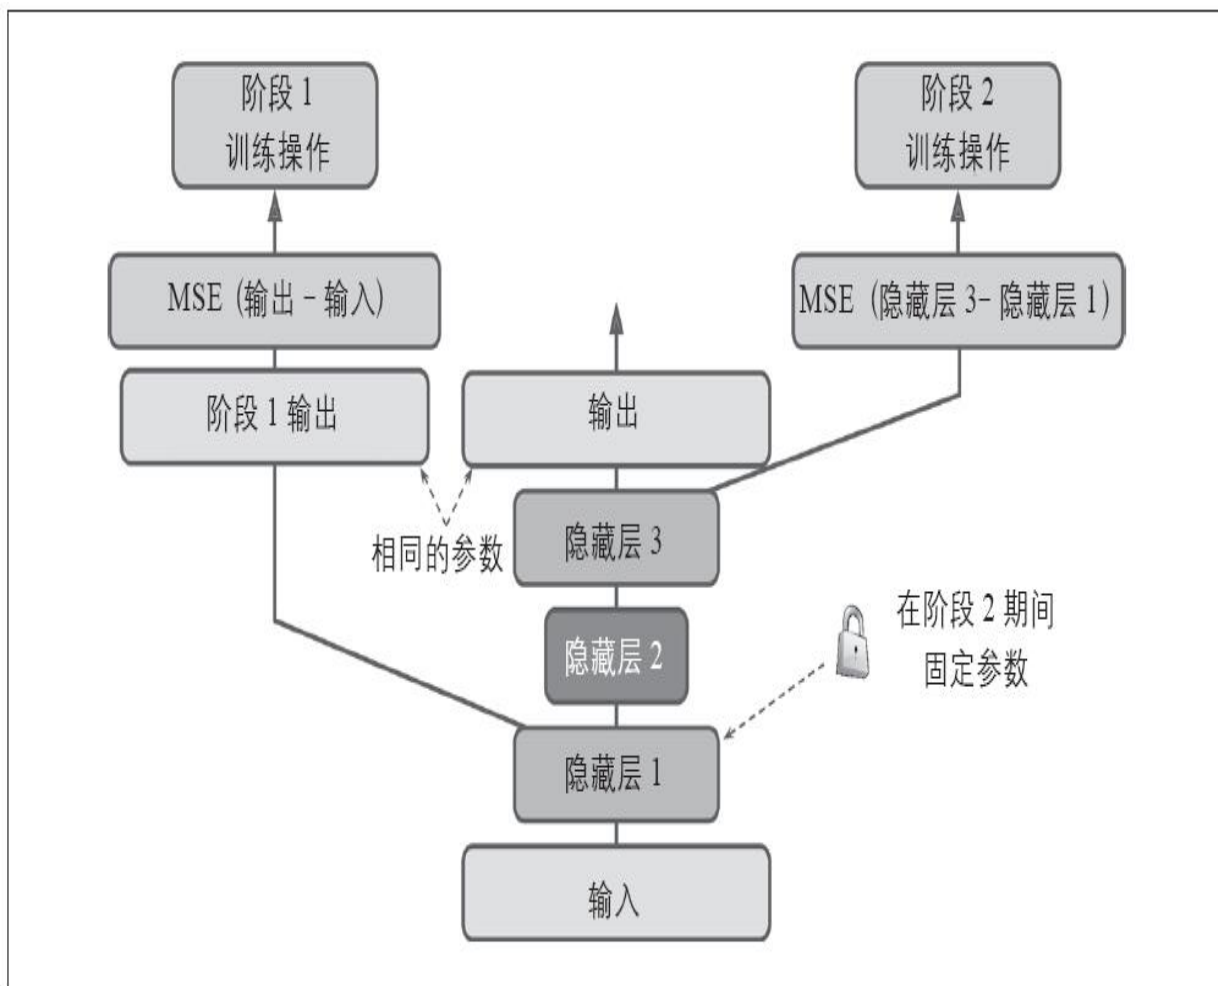 阶段 1
训练操作
阶段 2
训练操作
MSE (输出 - 输入)
MSE (隐藏层 3- 隐藏层 1)
阶段 1 输出
输出
相同的参数
隐藏层 3
在阶段 2 期间
固定参数
隐藏层 2
隐藏层 1
输入